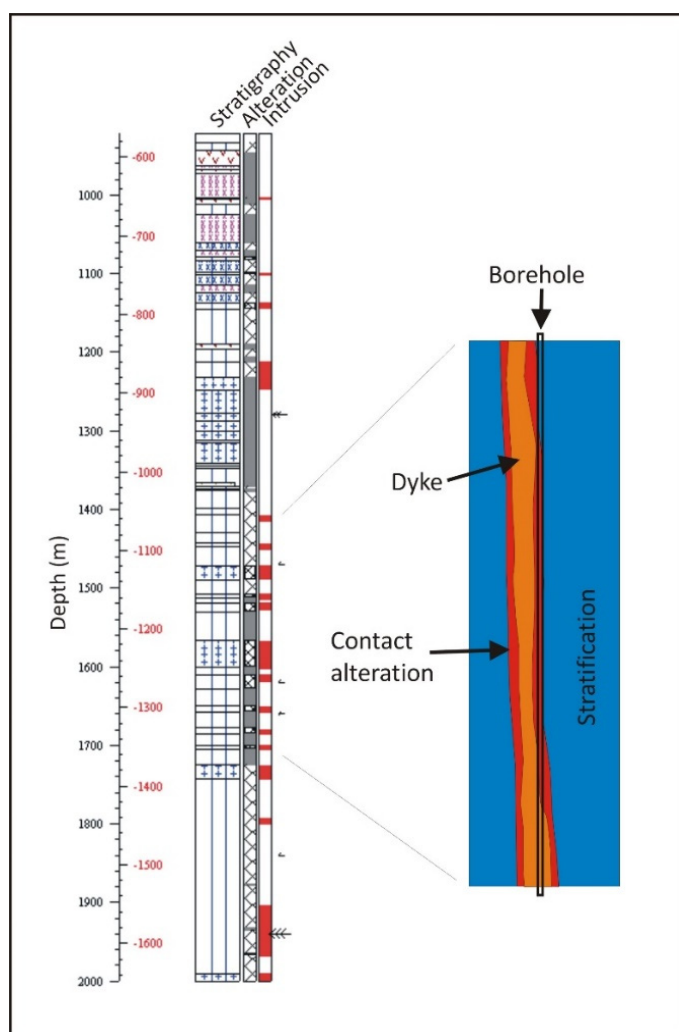 Stratigraphy
Alteration
Intrusion
Depth (m)
1000
1100
1200
1300
1400
1500
1600
1700
1800
1900
2000
-600
-700
-800
-900
-1000
-1100
-1200
-1300
-1400
-1500
-1600
Borehole
Dyke
Contact
alteration
Stratification